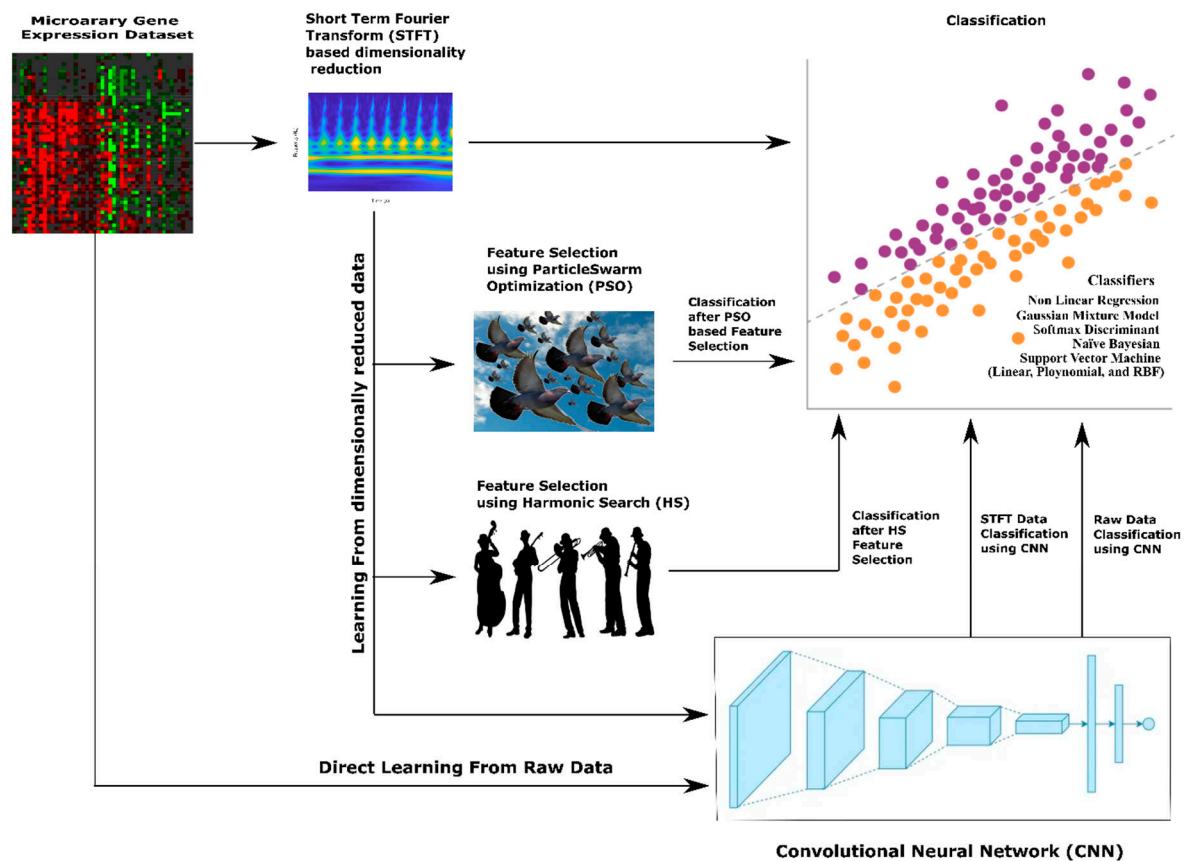 Microarary Gene
Expression Dataset
Short Term Fourier
Transform (STFT)
based dimensionality
reduction
Classification
Learning From dimensionally reduced data
Feature Selection
using ParticleSwarm
Optimization (PSO)
Classification
after PSO
based Feature
Selection
Classifiers
Non Linear Regression
Gaussian Mixture Model
Softmax Discriminant
Naïve Bayesian
Support Vector Machine
(Linear, Ploynomial, and RBF)
Feature Selection
using Harmonic Search (HS)
Classification
after HS
Feature
Selection
STFT Data
Classification
using CNN
Raw Data
Classification
using CNN
Direct Learning From Raw Data
Convolutional Neural Network (CNN)